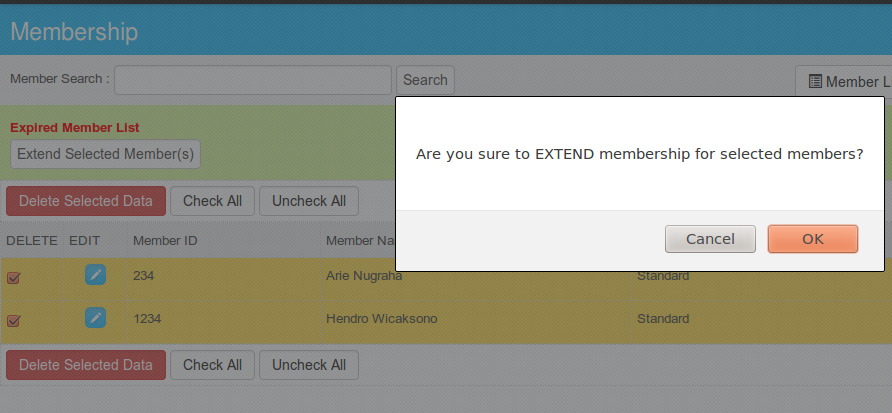 Membership
Member Search :
Search
Member L
Expired Member List
Extend Selected Member(s)
Are you sure to EXTEND membership for selected members?
Cancel
OK
Delete Selected Data
Check All
Uncheck All
DELETE EDIT Member ID Member Na
234 Arie Nugraha Standard
1234 Hendro Wicaksono Standard
Delete Selected Data
Check All
Uncheck All